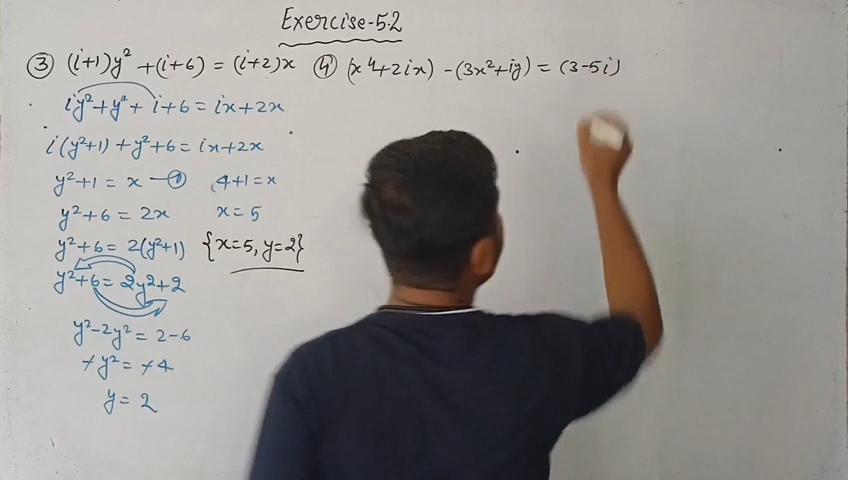 Exercise-5.2
③ (i+1)y² + (i+6) = (i+2)x
iy² + y² + i + 6 = ix + 2x
i(y²+1) + y² + 6 = ix + 2x
y² + 1 = x — ①
y² + 6 = 2x
y² + 6 = 2(y²+1)
y² + 6 = 2y² + 2
y² - 2y² = 2 - 6
-y² = -4
y = 2
4 + 1 = x
x = 5
{x=5, y=2}
④ (x⁴ + 2ix) - (3x² + iy) = (3-5i)